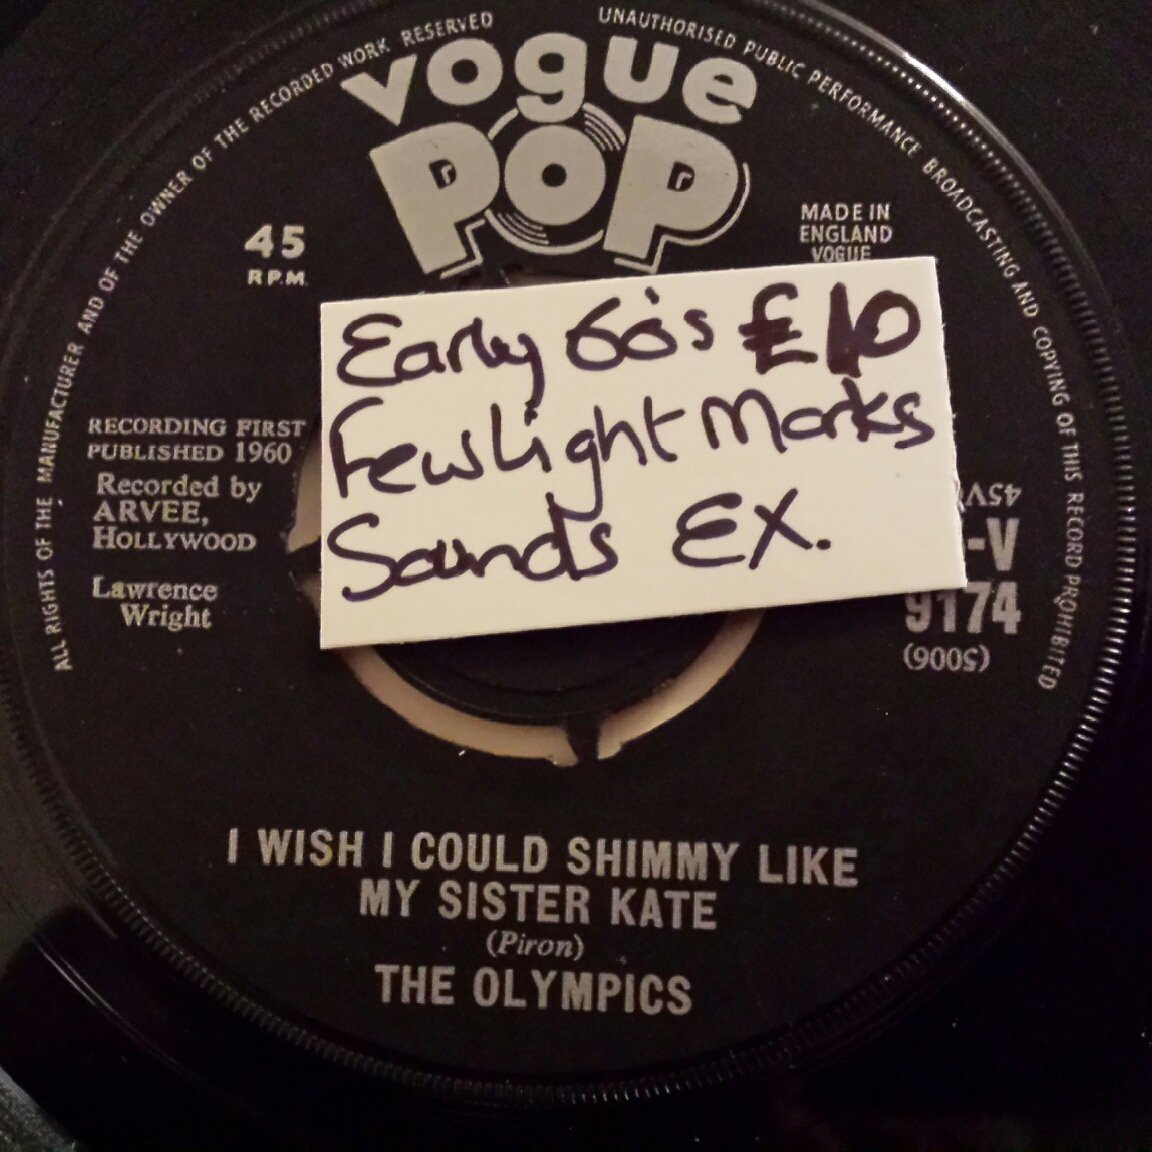 ALL RIGHTS OF THE MANUFACTURER AND OF THE OWNER OF THE RECORDED WORK RESERVED
UNAUTHORISED PUBLIC PERFORMANCE BROADCASTING AND COPYING OF THIS RECORD PROHIBITED
vogue
POP
45
R.P.M.
MADE IN
ENGLAND
VOGUE
Early 60's £10
Few Light Marks
Sounds EX.
RECORDING FIRST
PUBLISHED 1960
Recorded by
ARVEE,
HOLLYWOOD
Lawrence
Wright
45V
-V
9174
(5006)
I WISH I COULD SHIMMY LIKE
MY SISTER KATE
(Piron)
THE OLYMPICS